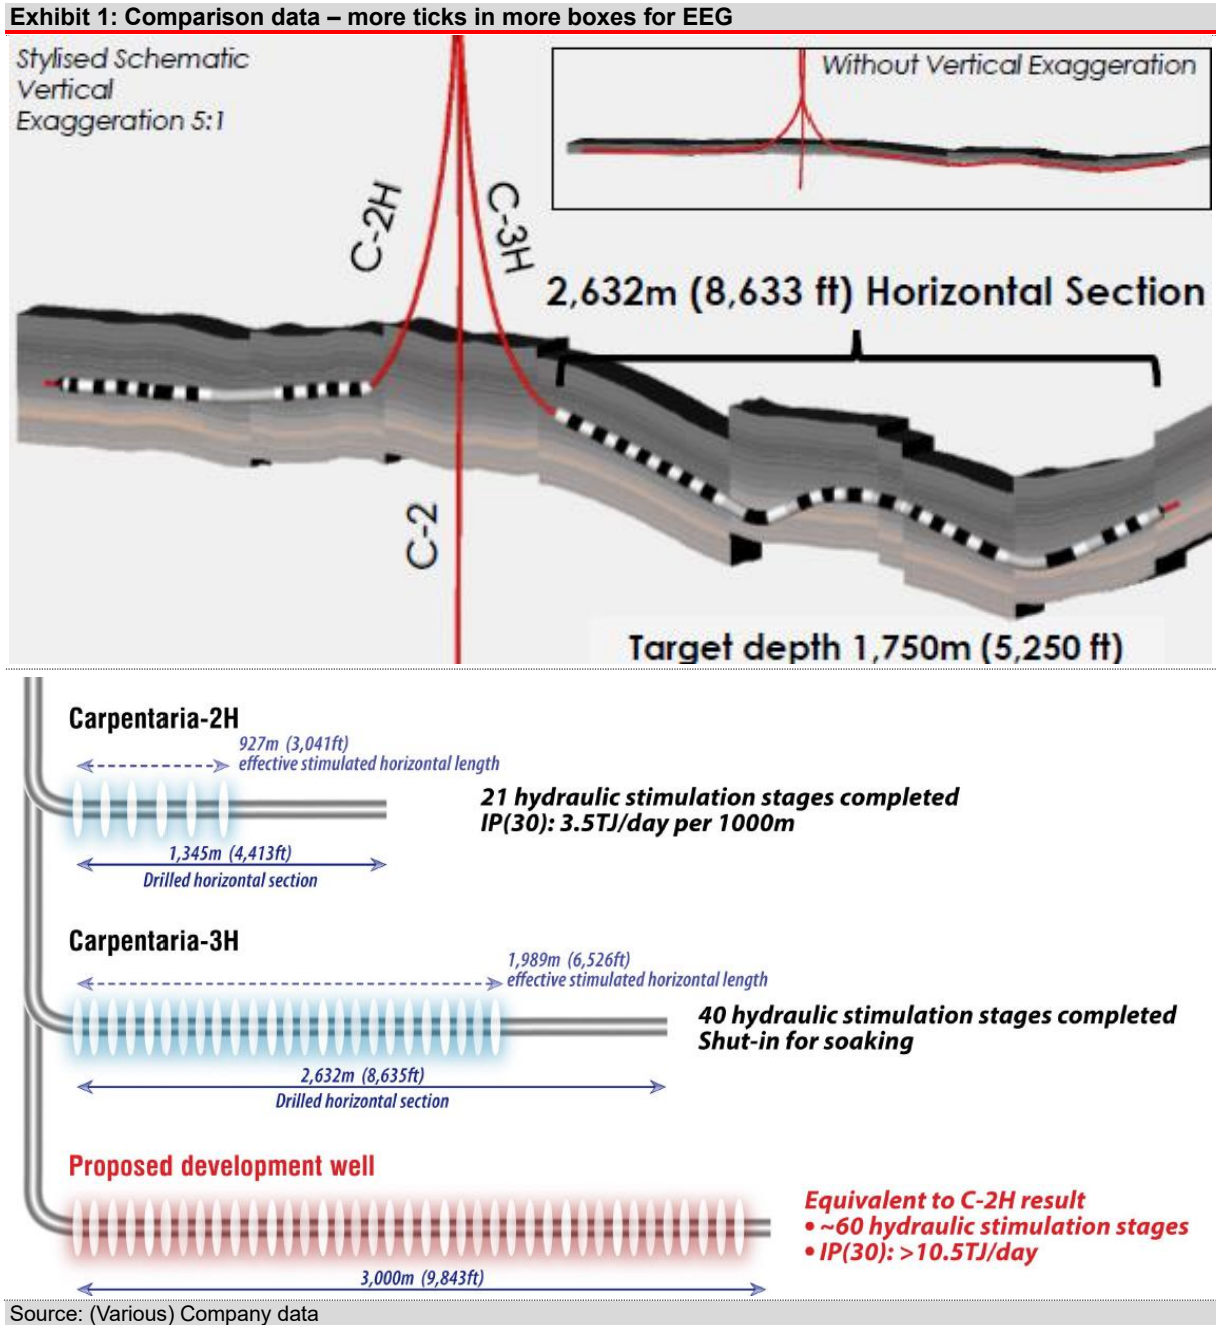 Exhibit 1: Comparison data – more ticks in more boxes for EEG
Stylised Schematic
Vertical
Exaggeration 5:1
Without Vertical Exaggeration
C-2H
C-3H
2,632m (8,633 ft) Horizontal Section
C-2
Target depth 1,750m (5,250 ft)
Carpentaria-2H
927m (3,041ft)
effective stimulated horizontal length
21 hydraulic stimulation stages completed
IP(30): 3.5TJ/day per 1000m
1,345m (4,413ft)
Drilled horizontal section
Carpentaria-3H
1,989m (6,526ft)
effective stimulated horizontal length
40 hydraulic stimulation stages completed
Shut-in for soaking
2,632m (8,635ft)
Drilled horizontal section
Proposed development well
Equivalent to C-2H result
• ~60 hydraulic stimulation stages
• IP(30): >10.5TJ/day
3,000m (9,843ft)
Source: (Various) Company data